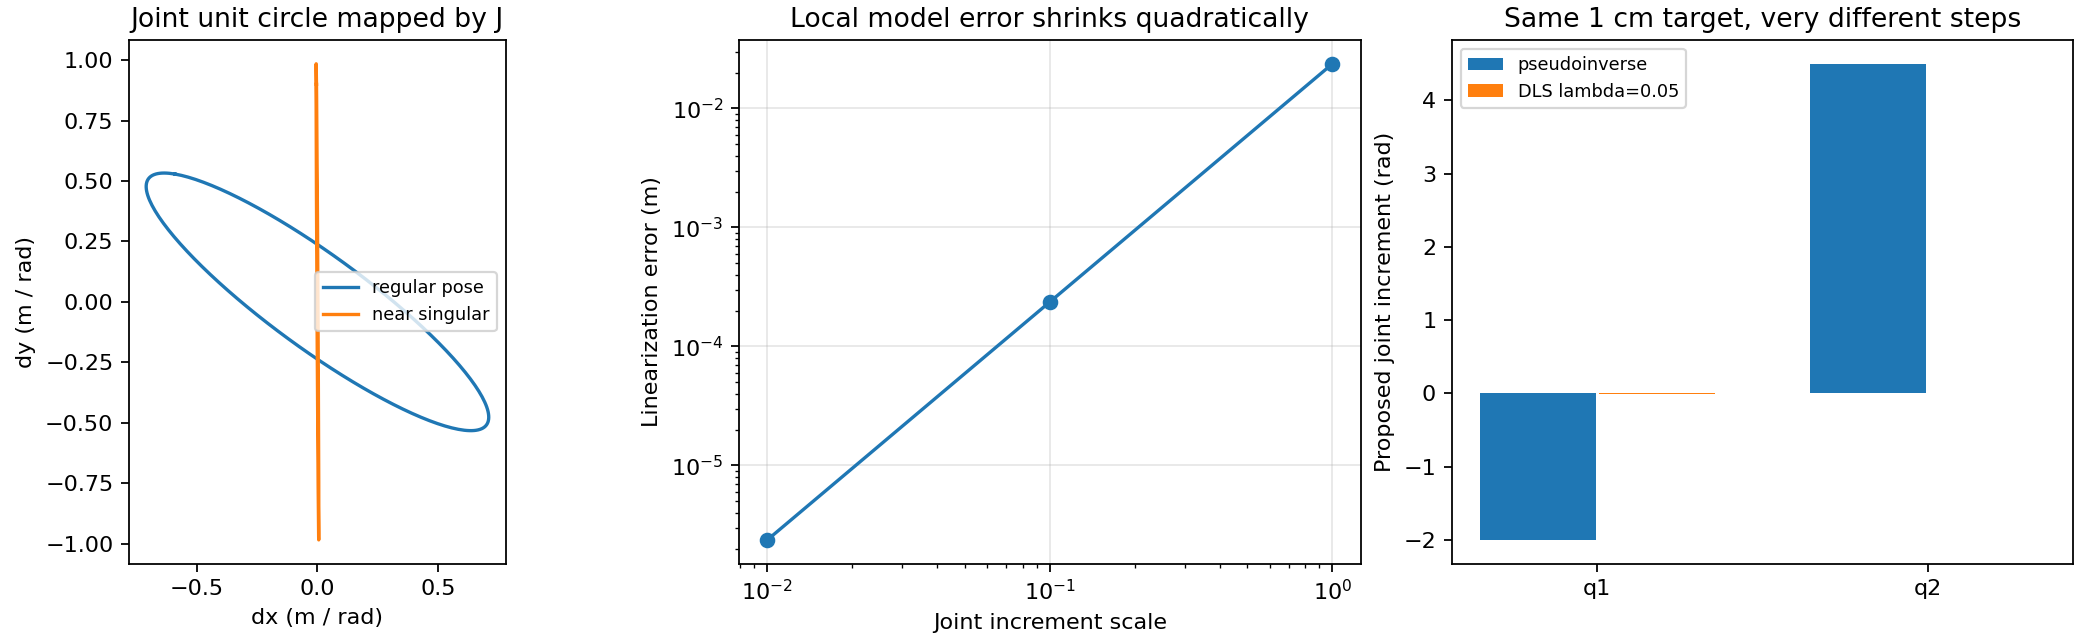 Joint unit circle mapped by J
1.00
0.75
0.50
0.25
0.00
−0.25
−0.50
−0.75
−1.00
dy (m / rad)
regular pose
near singular
−0.5
0.0
0.5
dx (m / rad)
Local model error shrinks quadratically
10⁻²
10⁻³
10⁻⁴
10⁻⁵
Linearization error (m)
10⁻²
10⁻¹
10⁰
Joint increment scale
Same 1 cm target, very different steps
pseudoinverse
DLS lambda=0.05
4
3
2
1
0
−1
−2
Proposed joint increment (rad)
q1
q2